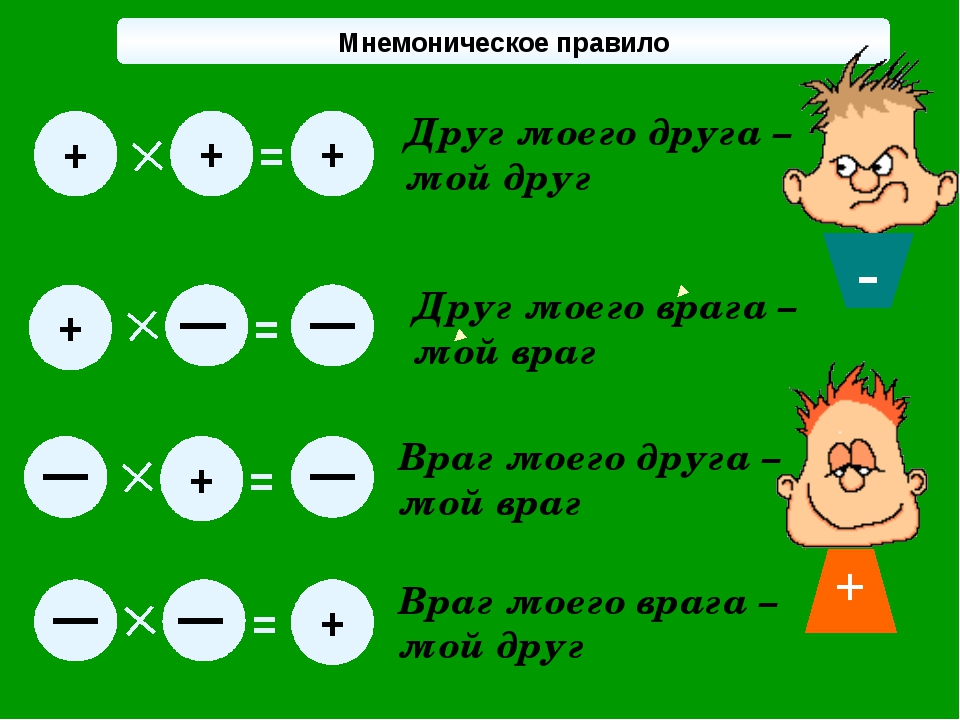 Мнемоническое правило
+ × + = +
Друг моего друга –
мой друг
-
+ × — = —
Друг моего врага –
мой враг
— × + = —
Враг моего друга –
мой враг
+
— × — = +
Враг моего врага –
мой друг